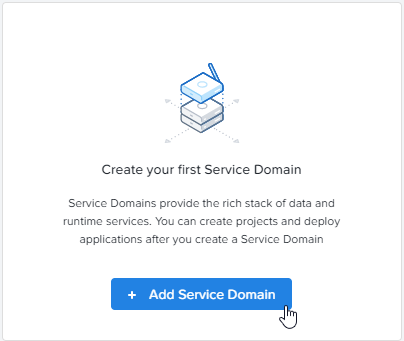 Create your first Service Domain
Service Domains provide the rich stack of data and
runtime services. You can create projects and deploy
applications after you create a Service Domain
+ Add Service Domain